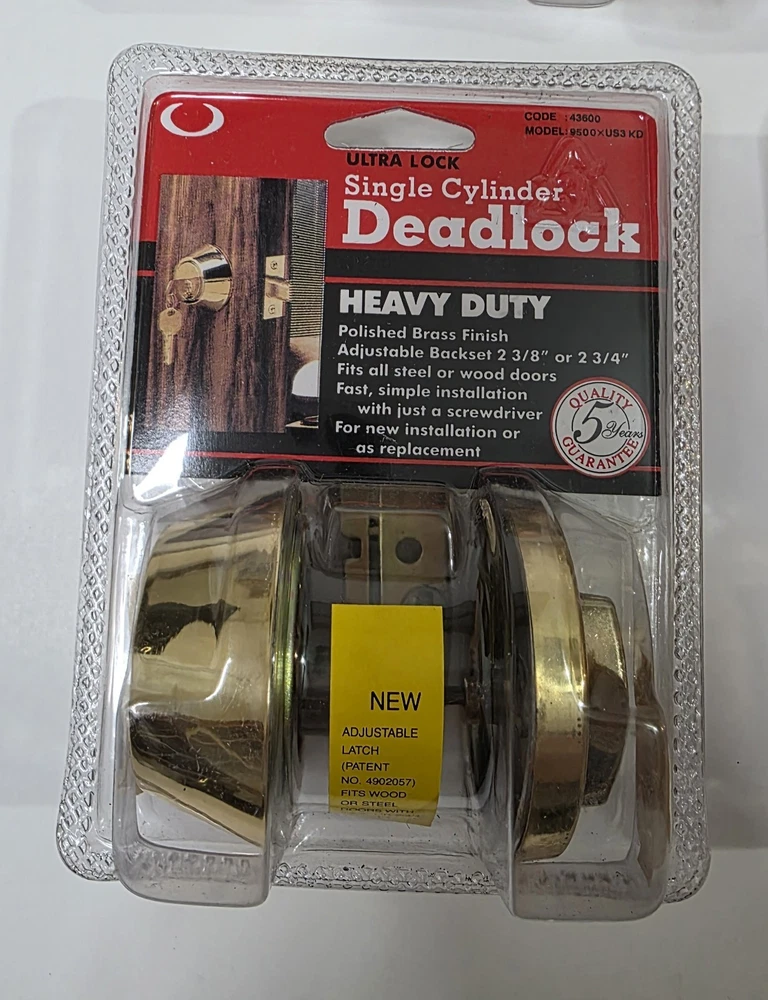 CODE : 43600
MODEL: 9500×US3 KD
ULTRA LOCK
Single Cylinder
Deadlock
HEAVY DUTY
Polished Brass Finish
Adjustable Backset 2 3/8" or 2 3/4"
Fits all steel or wood doors
Fast, simple installation
with just a screwdriver
For new installation or
as replacement
QUALITY
5 Years
GUARANTEE
NEW
ADJUSTABLE
LATCH
(PATENT
NO. 4902057)
FITS WOOD
OR STEEL
DOORS WITH